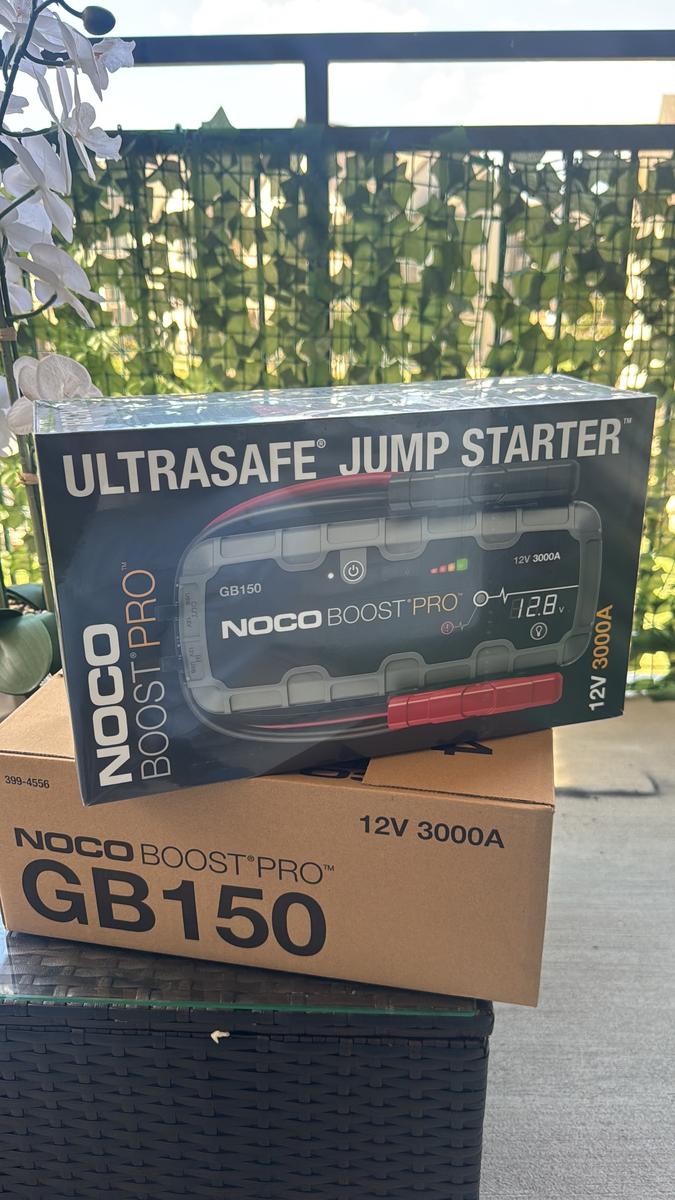 ULTRASAFE® JUMP STARTER™
NOCO
BOOST®PRO™
GB150
12V 3000A
NOCO BOOST®PRO™
12.8 V
12V 3000A
399-4556
12V 3000A
NOCO BOOST®PRO™
GB150